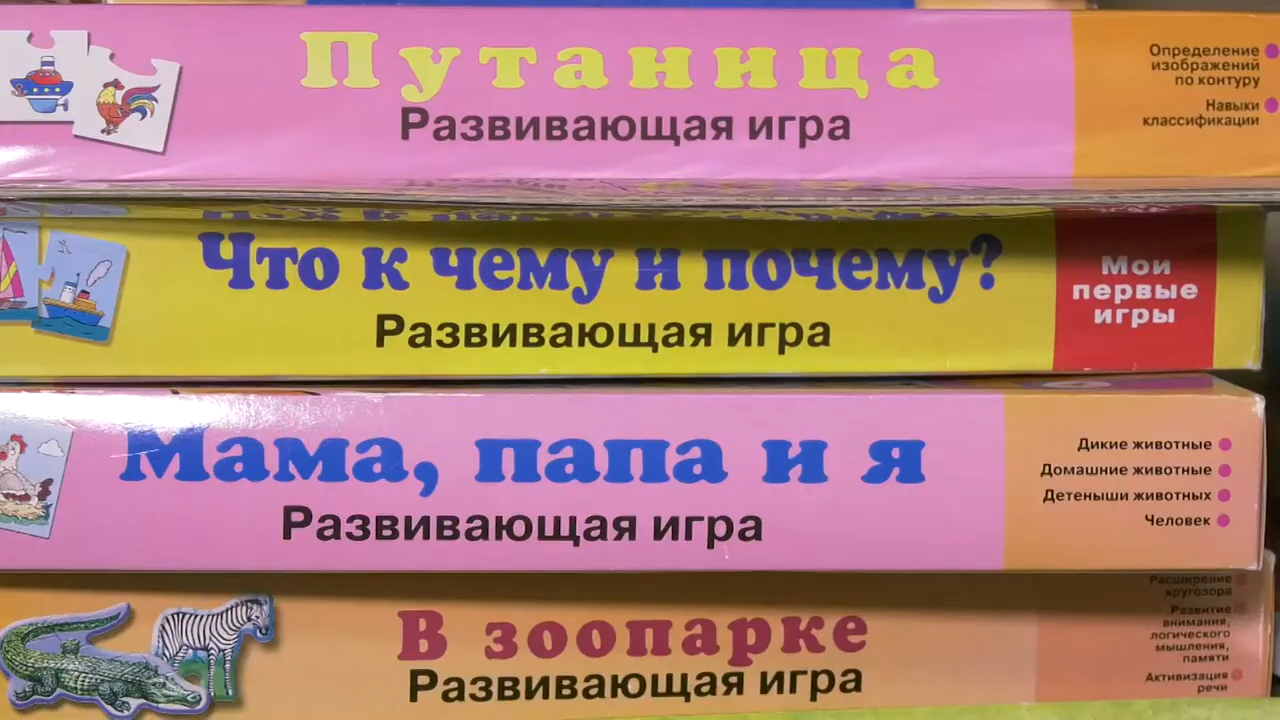 Путаница
Развивающая игра
Определение
изображений
по контуру
Навыки
классификации
Что к чему и почему?
Развивающая игра
Мои
первые
игры
Мама, папа и я
Развивающая игра
Дикие животные
Домашние животные
Детеныши животных
Человек
В зоопарке
Развивающая игра
Расширение
кругозора
Развитие
внимания,
логического
мышления,
памяти
Активизация
речи